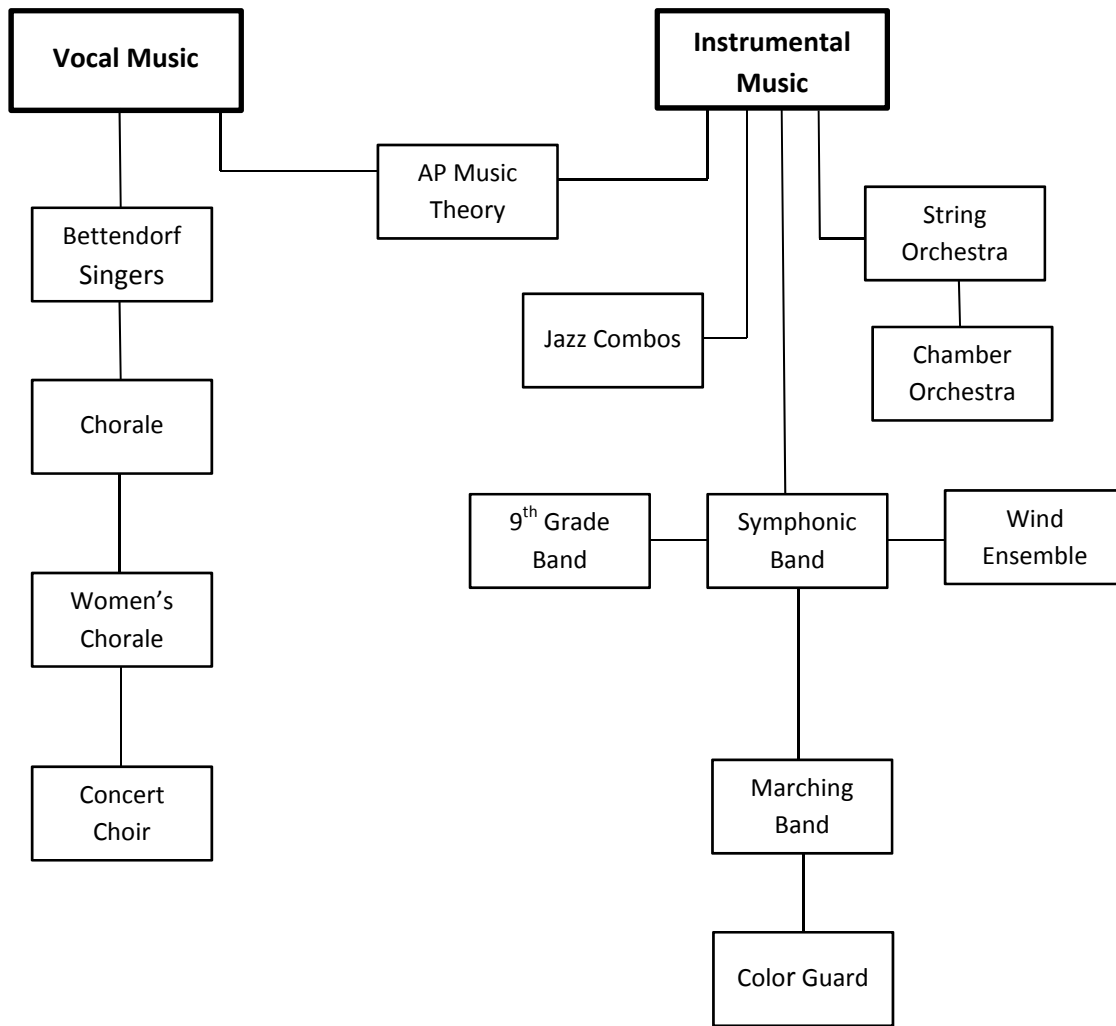 Vocal Music
Instrumental
Music
AP Music
Theory
Bettendorf
Singers
String
Orchestra
Jazz Combos
Chamber
Orchestra
Chorale
9th Grade
Band
Symphonic
Band
Wind
Ensemble
Women's
Chorale
Concert
Choir
Marching
Band
Color Guard